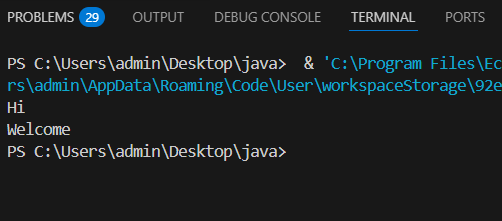 PROBLEMS 29 OUTPUT DEBUG CONSOLE TERMINAL PORTS
PS C:\Users\admin\Desktop\java>  & 'C:\Program Files\Ec
rs\admin\AppData\Roaming\Code\User\workspaceStorage\92e
Hi
Welcome
PS C:\Users\admin\Desktop\java>